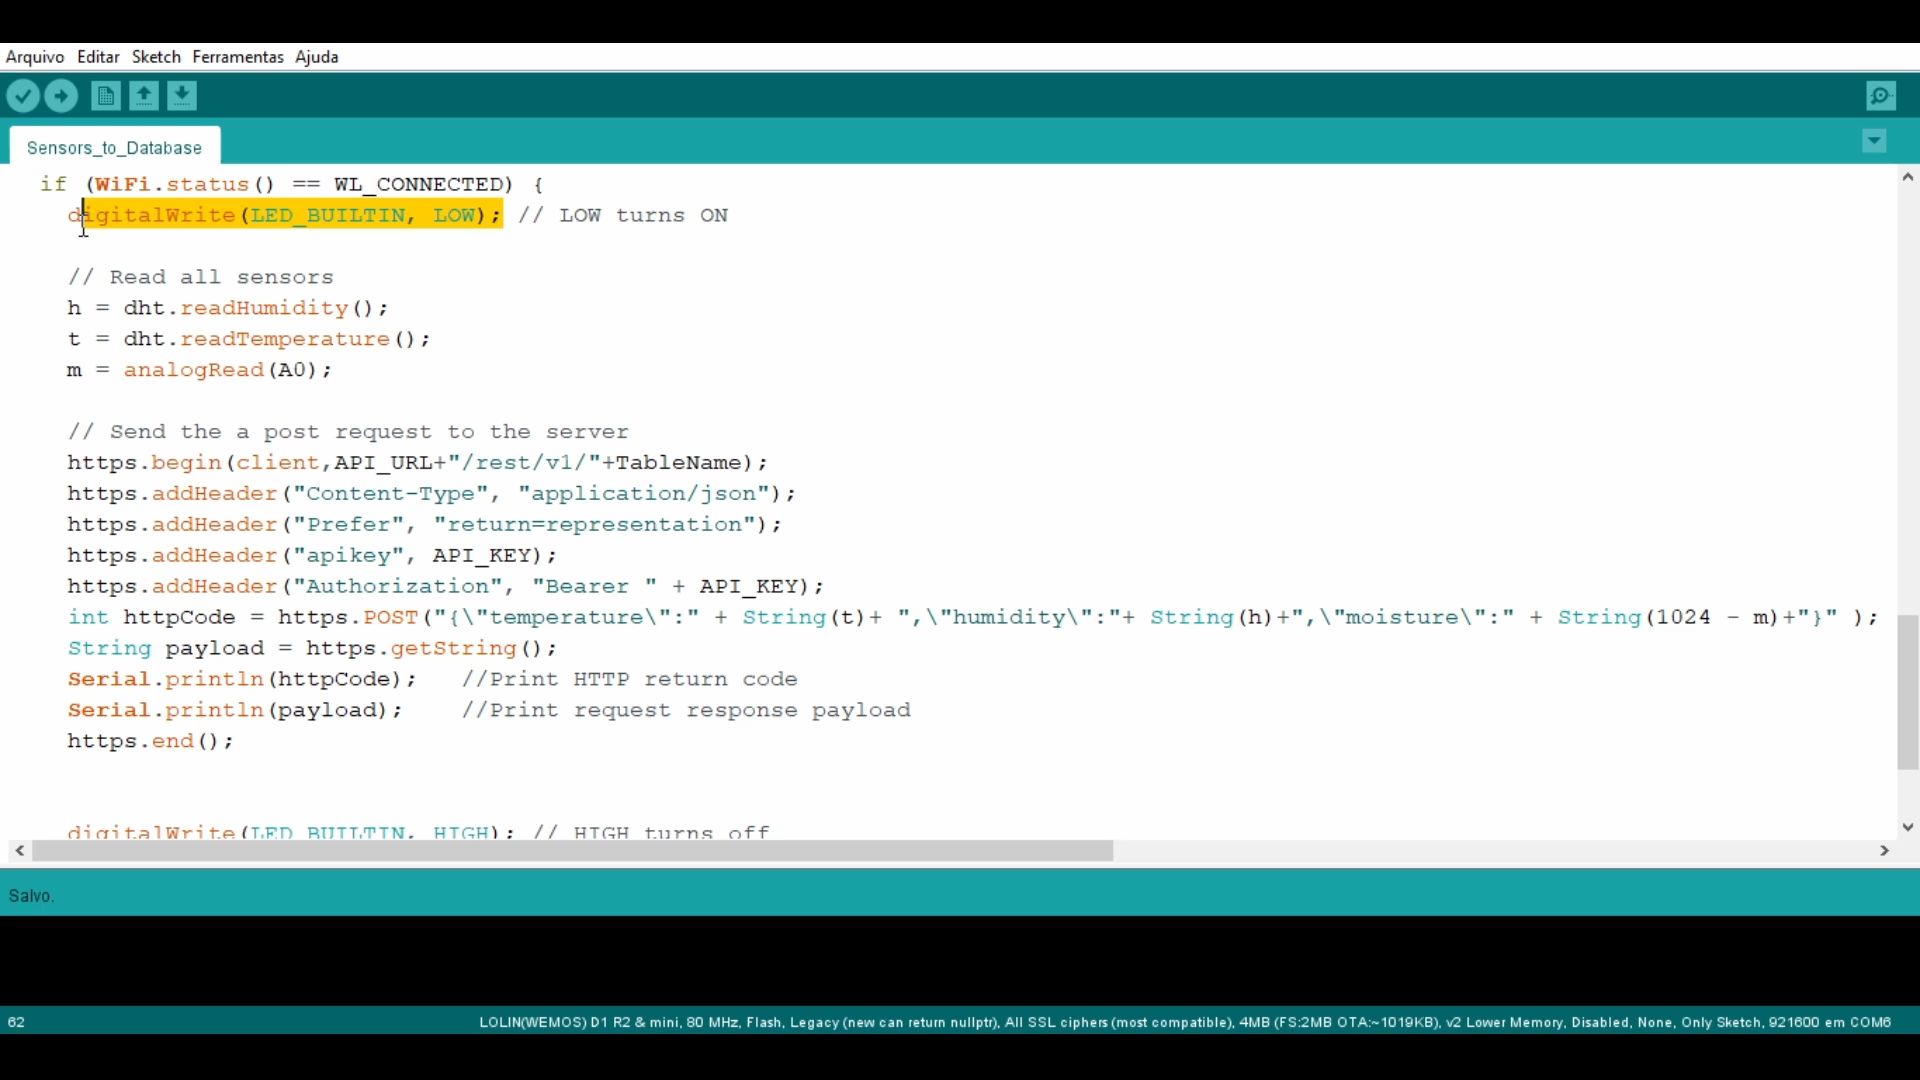 Arquivo Editar Sketch Ferramentas Ajuda
Sensors_to_Database
if (WiFi.status() == WL_CONNECTED) {
digitalWrite(LED_BUILTIN, LOW); // LOW turns ON
// Read all sensors
h = dht.readHumidity();
t = dht.readTemperature();
m = analogRead(A0);
// Send the a post request to the server
https.begin(client,API_URL+"/rest/v1/"+TableName);
https.addHeader("Content-Type", "application/json");
https.addHeader("Prefer", "return=representation");
https.addHeader("apikey", API_KEY);
https.addHeader("Authorization", "Bearer " + API_KEY);
int httpCode = https.POST("{\"temperature\":" + String(t)+ ",\"humidity\":"+ String(h)+",\"moisture\":" + String(1024 - m)+"}" );
String payload = https.getString();
Serial.println(httpCode);   //Print HTTP return code
Serial.println(payload);    //Print request response payload
https.end();
digitalWrite(LED_BUILTIN, HIGH); // HIGH turns off
Salvo.
62 LOLIN(WEMOS) D1 R2 & mini, 80 MHz, Flash, Legacy (new can return nullptr), All SSL ciphers (most compatible), 4MB (FS:2MB OTA:~1019KB), v2 Lower Memory, Disabled, None, Only Sketch, 921600 em COM6